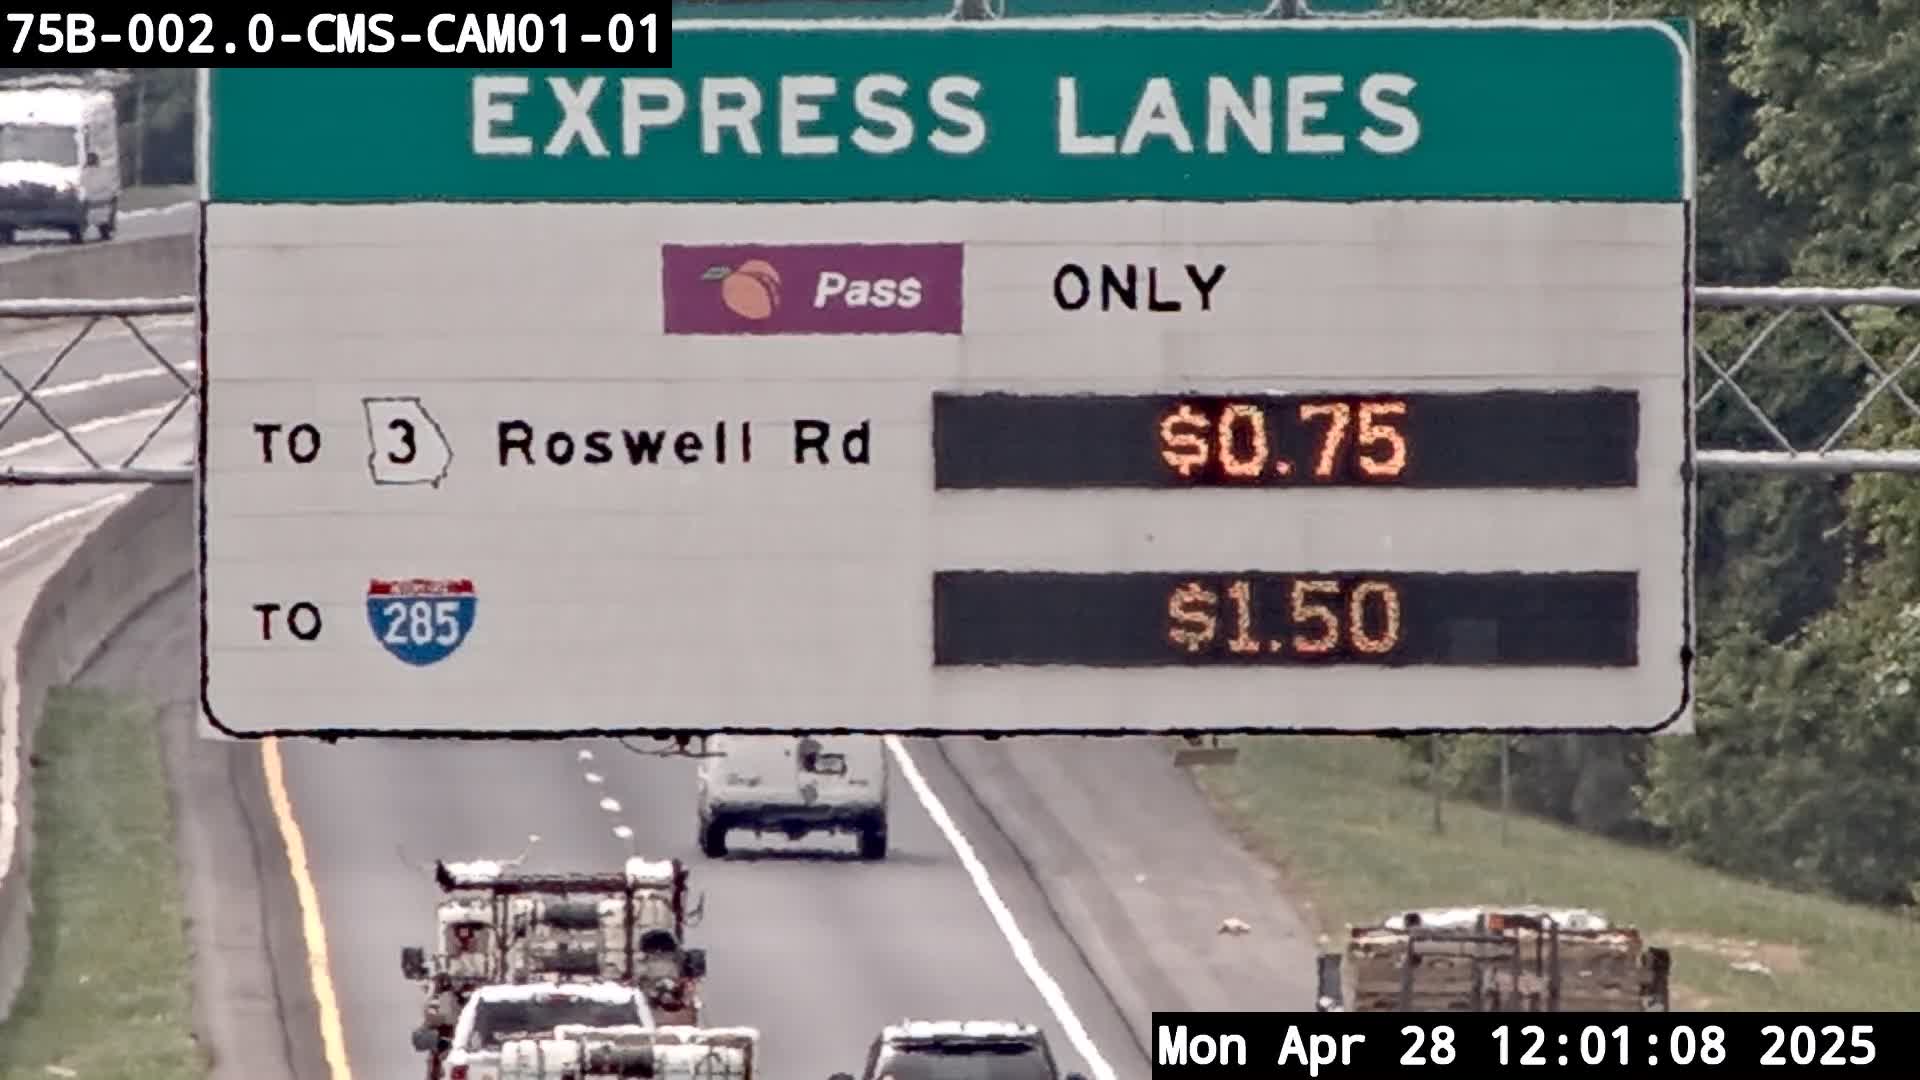 75B-002.0-CMS-CAM01-01
EXPRESS LANES
Pass ONLY
TO 3 Roswell Rd $0.75
TO 285 $1.50
Mon Apr 28 12:01:08 2025